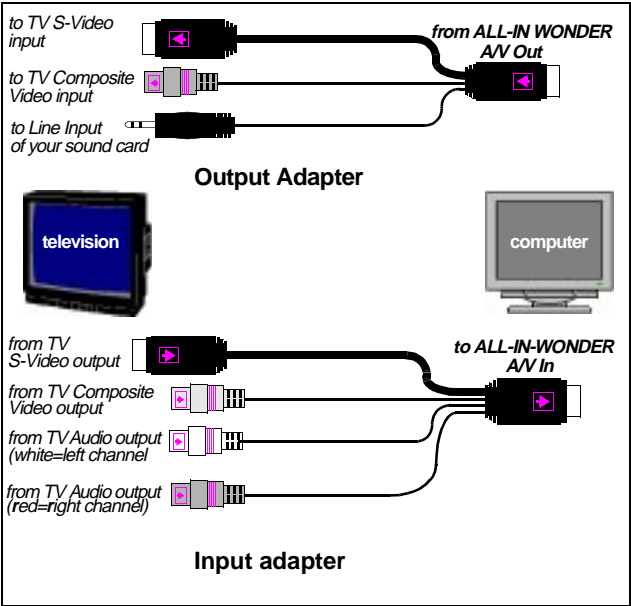 to TV S-Video
input
from ALL-IN WONDER
A/V Out
to TV Composite
Video input
to Line Input
of your sound card
Output Adapter
television
computer
from TV
S-Video output
to ALL-IN-WONDER
A/V In
from TV Composite
Video output
from TV Audio output
(white=left channel
from TV Audio output
(red=right channel)
Input adapter